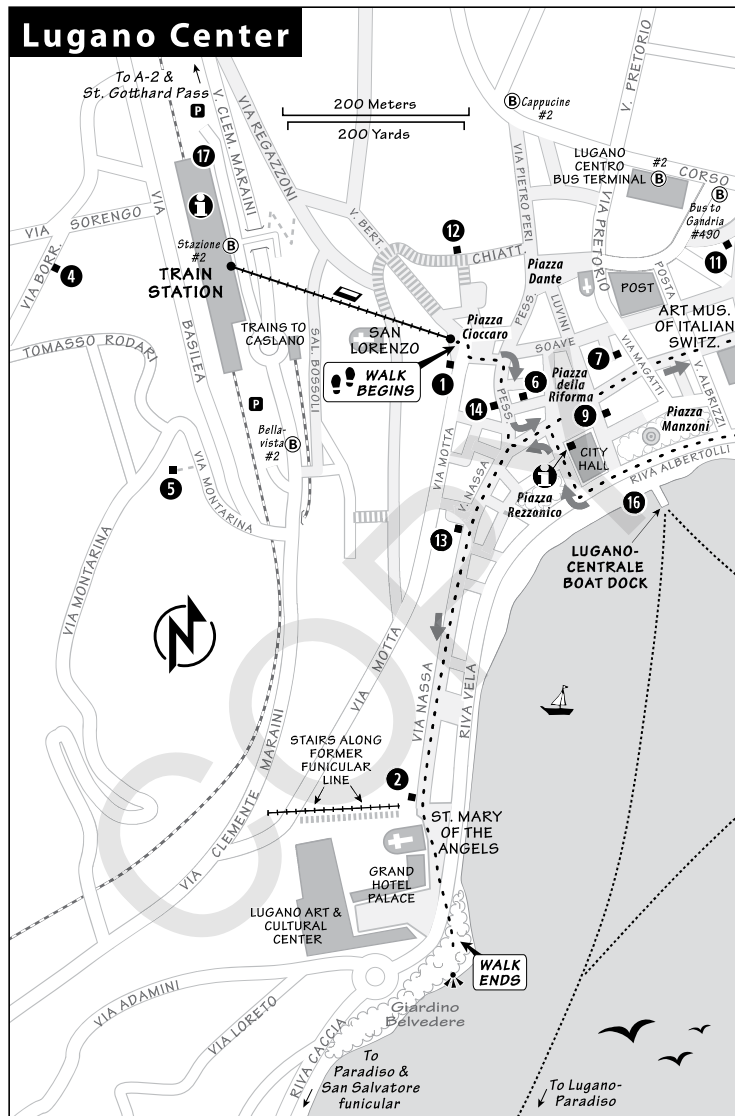 Lugano Center
To A-2 &
St. Gotthard Pass
P
V. CLEM. MARAINI
VIA REGAZZONI
200 Meters
200 Yards
B Cappucine
#2
V. PRETORIO
LUGANO
CENTRO
BUS TERMINAL
#2
B
CORSO
B
Bus to
Gandria
#490
17
i
VIA SORENGO
VIA BORR.
4
VIA BASILEA
Stazione
#2
B
TRAIN
STATION
V. BERT.
12
CHIATT
VIA PIETRO PERI
VIA PRETORIO
Piazza
Dante
POST
POSTA
11
PESS
LUVINI
ART MUS.
OF ITALIAN
SWITZ.
TOMASSO RODARI
TRAINS TO
CASLANO
SAL. BOSSOLI
SAN
LORENZO
Piazza
Cioccaro
SOAVE
WALK
BEGINS
1
7
VIA MAGATTI
6
Piazza
della
Riforma
V. ALBRIZZI
P
14
PESS
9
Piazza
Manzoni
Bella-
vista
#2
B
VIA MOTTA
V. NASSA
i
CITY
HALL
RIVA ALBERTOLLI
5
VIA MONTARINA
Piazza
Rezzonico
16
13
LUGANO-
CENTRALE
BOAT DOCK
VIA MONTARINA
N
VIA MOTTA
VIA NASSA
RIVA VELA
COPY
STAIRS ALONG
FORMER
FUNICULAR
LINE
VIA CLEMENTE MARAINI
2
ST. MARY
OF THE
ANGELS
GRAND
HOTEL
PALACE
LUGANO ART &
CULTURAL
CENTER
WALK
ENDS
VIA ADAMINI
VIA LORETO
Giardino
Belvedere
RIVA CACCIA
To
Paradiso &
San Salvatore
funicular
To Lugano-
Paradiso